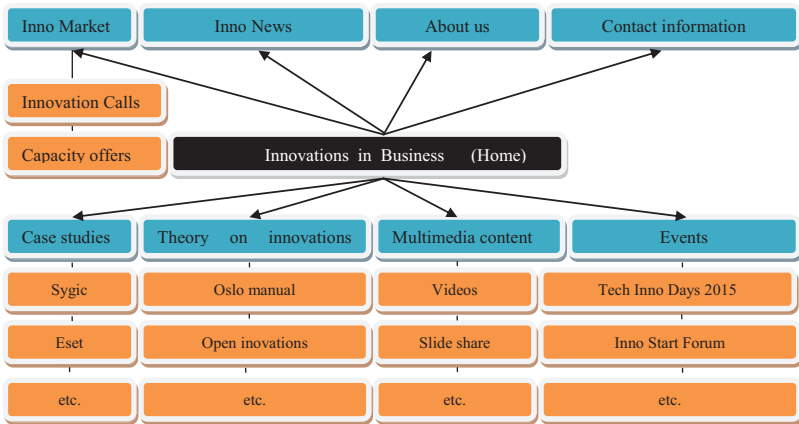 Inno Market Inno News About us Contact information
Innovation Calls
Capacity offers Innovations in Business (Home)
Case studies Theory on innovations Multimedia content Events
Sygic Oslo manual Videos Tech Inno Days 2015
Eset Open inovations Slide share Inno Start Forum
etc. etc. etc. etc.